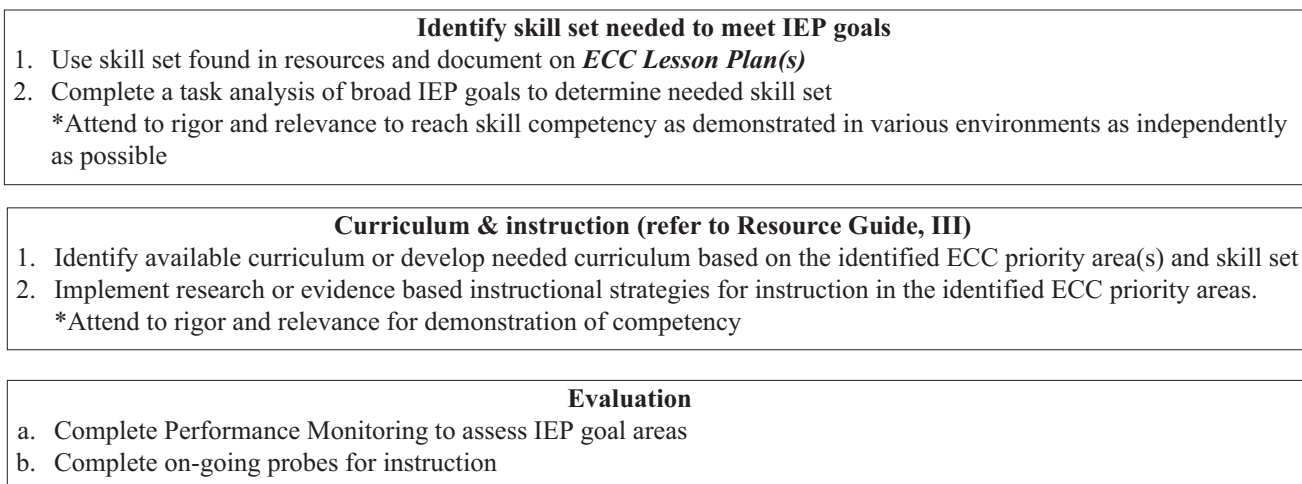 Identify skill set needed to meet IEP goals
1. Use skill set found in resources and document on ECC Lesson Plan(s)
2. Complete a task analysis of broad IEP goals to determine needed skill set
*Attend to rigor and relevance to reach skill competency as demonstrated in various environments as independently
as possible
Curriculum & instruction (refer to Resource Guide, III)
1. Identify available curriculum or develop needed curriculum based on the identified ECC priority area(s) and skill set
2. Implement research or evidence based instructional strategies for instruction in the identified ECC priority areas.
*Attend to rigor and relevance for demonstration of competency
Evaluation
a. Complete Performance Monitoring to assess IEP goal areas
b. Complete on-going probes for instruction